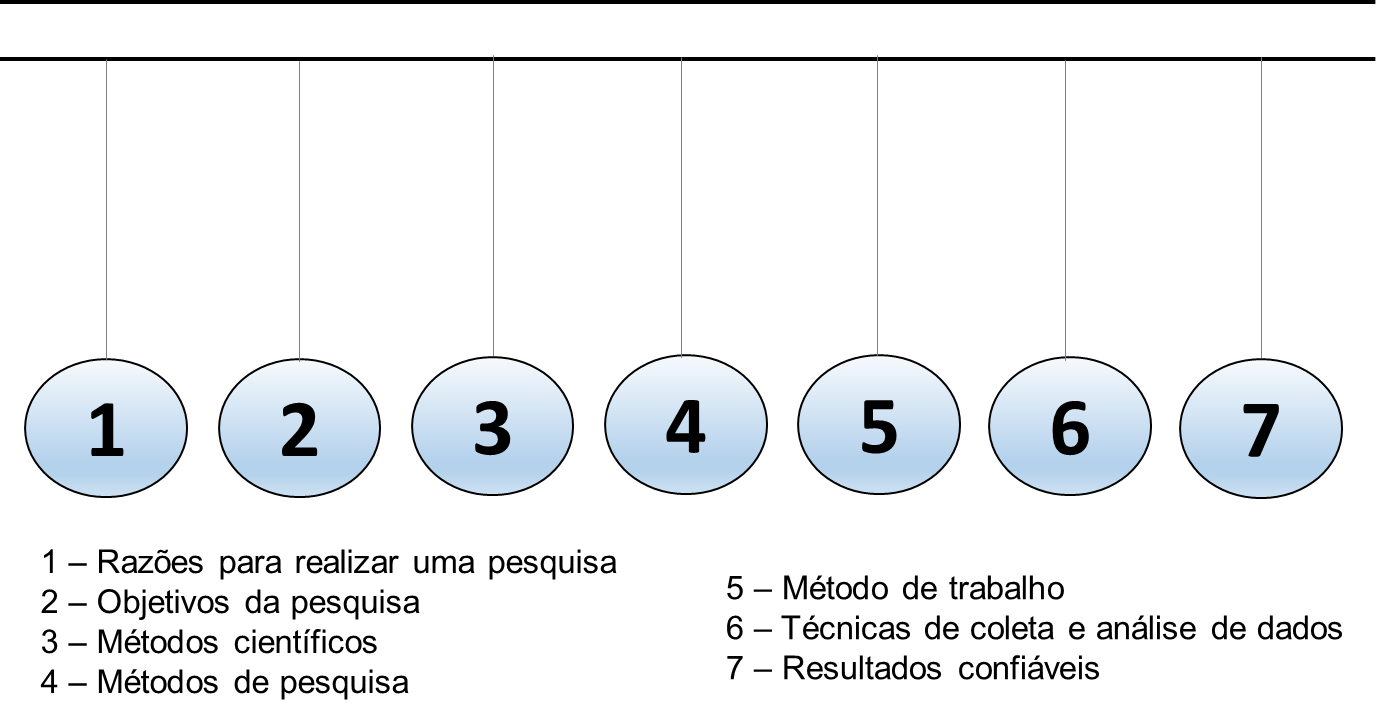 1
2
3
4
5
6
7
1 – Razões para realizar uma pesquisa
2 – Objetivos da pesquisa
3 – Métodos científicos
4 – Métodos de pesquisa
5 – Método de trabalho
6 – Técnicas de coleta e análise de dados
7 – Resultados confiáveis